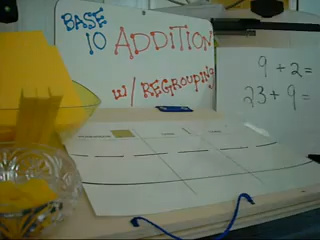 BASE
10 ADDITION
w/ REGROUPING
9 + 2 =
23 + 9 =